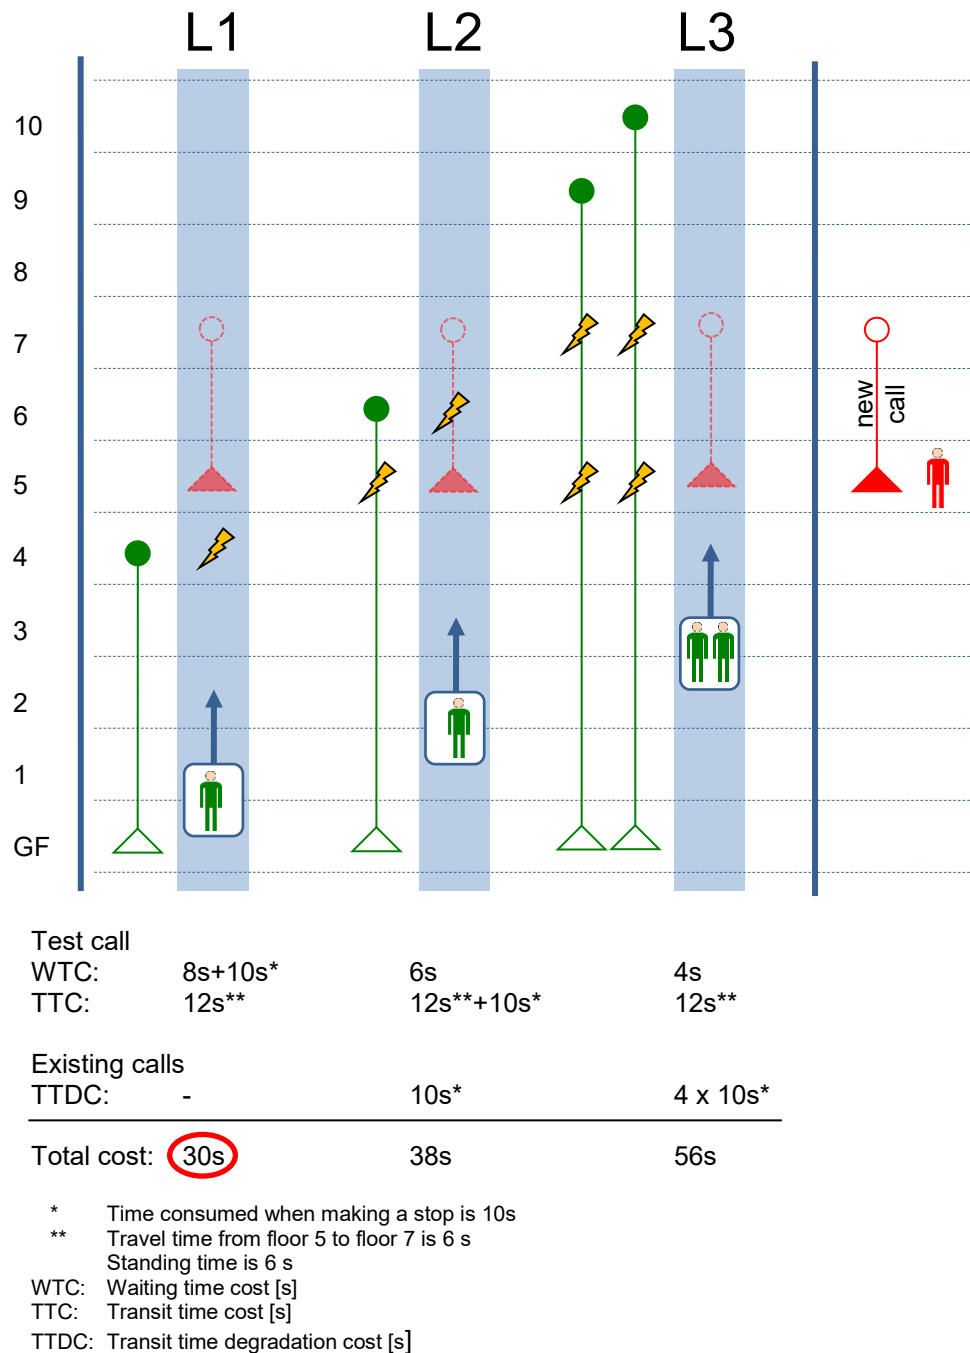 L1 L2 L3
10
9
8
7
new call
6
5
4
3
2
1
GF
Test call
WTC: 8s+10s* 6s 4s
TTC: 12s** 12s**+10s* 12s**
Existing calls
TTDC: - 10s* 4 x 10s*
Total cost: 30s 38s 56s
* Time consumed when making a stop is 10s
** Travel time from floor 5 to floor 7 is 6 s
Standing time is 6 s
WTC: Waiting time cost [s]
TTC: Transit time cost [s]
TTDC: Transit time degradation cost [s]